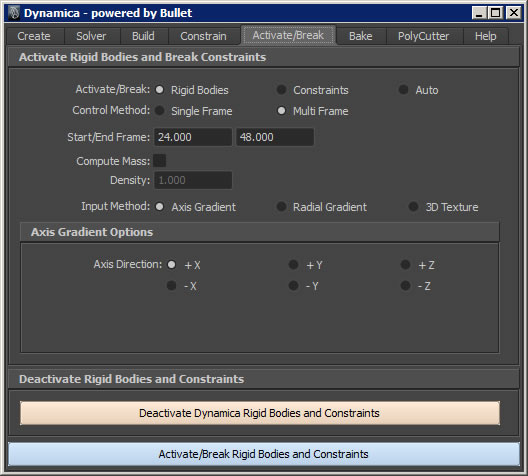 Dynamica - powered by Bullet
Create Solver Build Constrain Activate/Break Bake PolyCutter Help
Activate Rigid Bodies and Break Constraints
Activate/Break: Rigid Bodies Constraints Auto
Control Method: Single Frame Multi Frame
Start/End Frame: 24.000 48.000
Compute Mass:
Density: 1.000
Input Method: Axis Gradient Radial Gradient 3D Texture
Axis Gradient Options
Axis Direction: + X + Y + Z
- X - Y - Z
Deactivate Rigid Bodies and Constraints
Deactivate Dynamica Rigid Bodies and Constraints
Activate/Break Rigid Bodies and Constraints